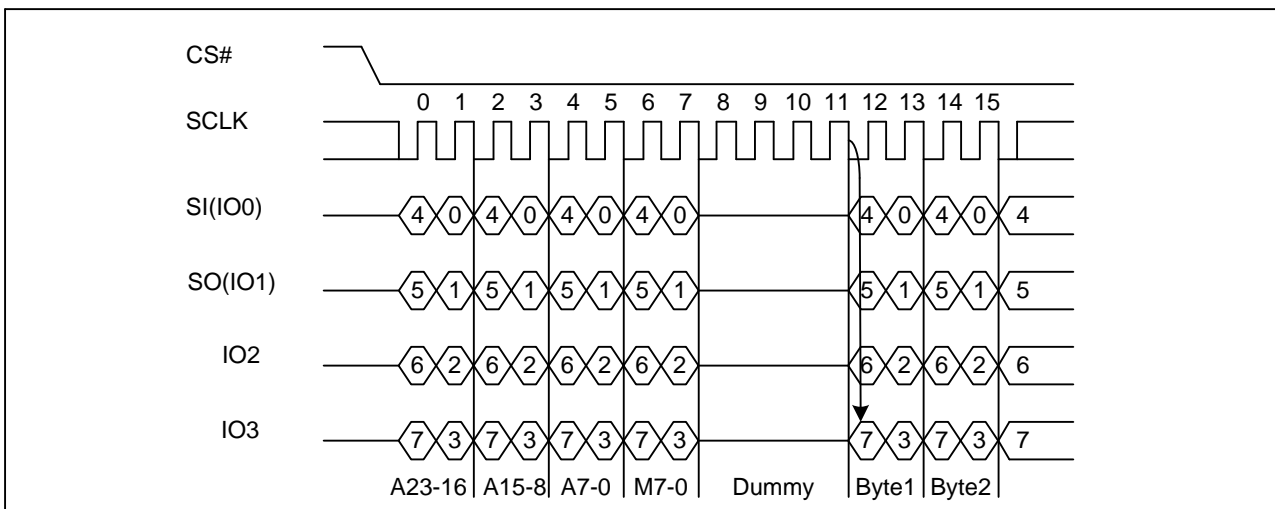 CS#
0 1 2 3 4 5 6 7 8 9 10 11 12 13 14 15
SCLK
SI(IO0) 4 0 4 0 4 0 4 0 4 0 4 0 4
SO(IO1) 5 1 5 1 5 1 5 1 5 1 5 1 5
IO2 6 2 6 2 6 2 6 2 6 2 6 2 6
IO3 7 3 7 3 7 3 7 3 7 3 7 3 7
A23-16 A15-8 A7-0 M7-0 Dummy Byte1 Byte2